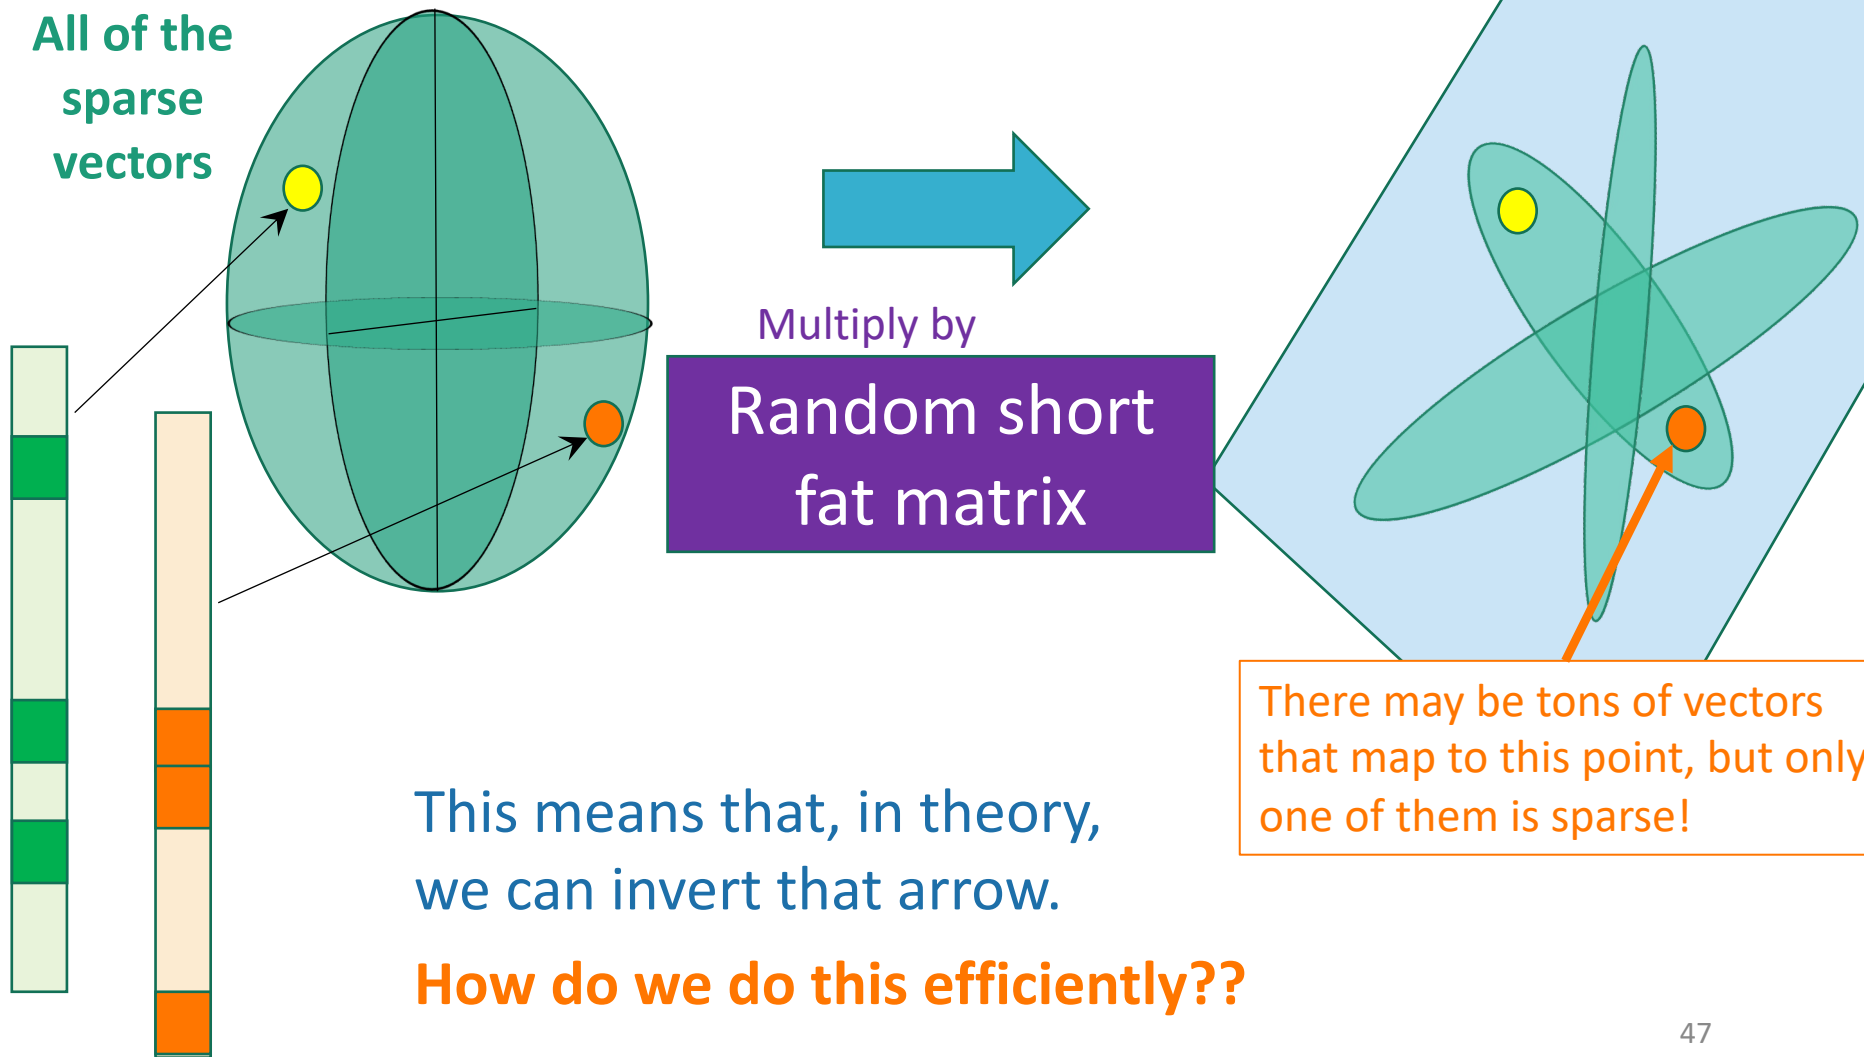 All of the
sparse
vectors
Multiply by
Random short
fat matrix
There may be tons of vectors
that map to this point, but only
one of them is sparse!
This means that, in theory,
we can invert that arrow.
How do we do this efficiently??
47